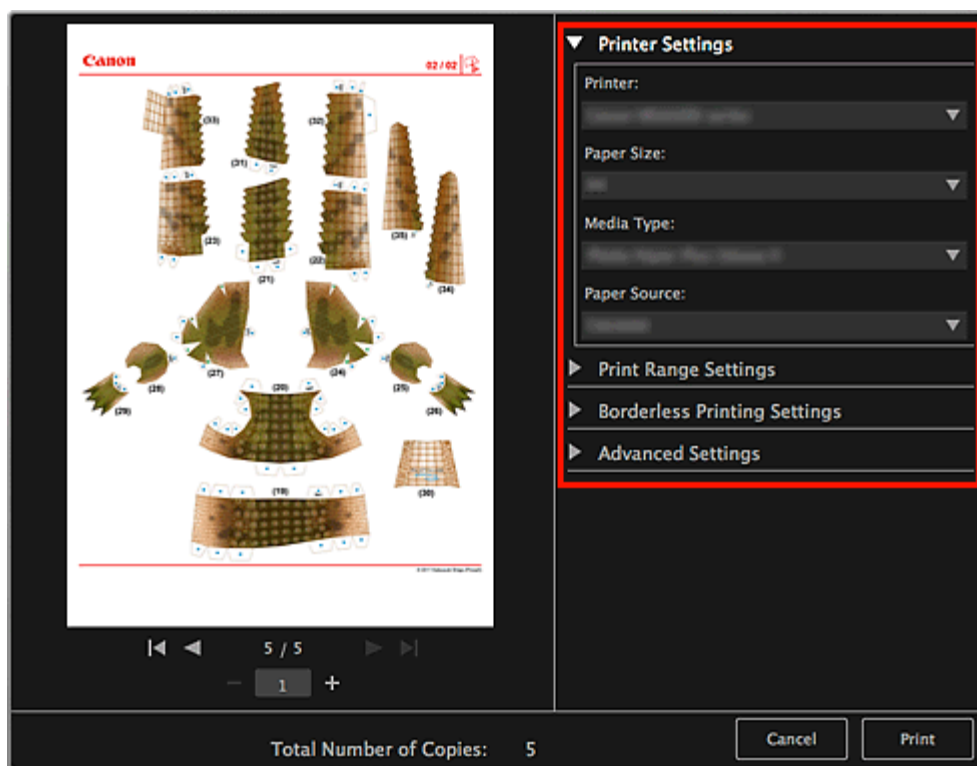 Canon
02/02
(33)
(31)
(32)
(23)
(21)
(22)
(35)
(34)
(27)
(24)
(28)
(25)
(29)
(26)
(20)
(30)
(19)
5 / 5
1
Total Number of Copies: 5
Printer Settings
Printer:
Paper Size:
Media Type:
Paper Source:
Print Range Settings
Borderless Printing Settings
Advanced Settings
Cancel
Print